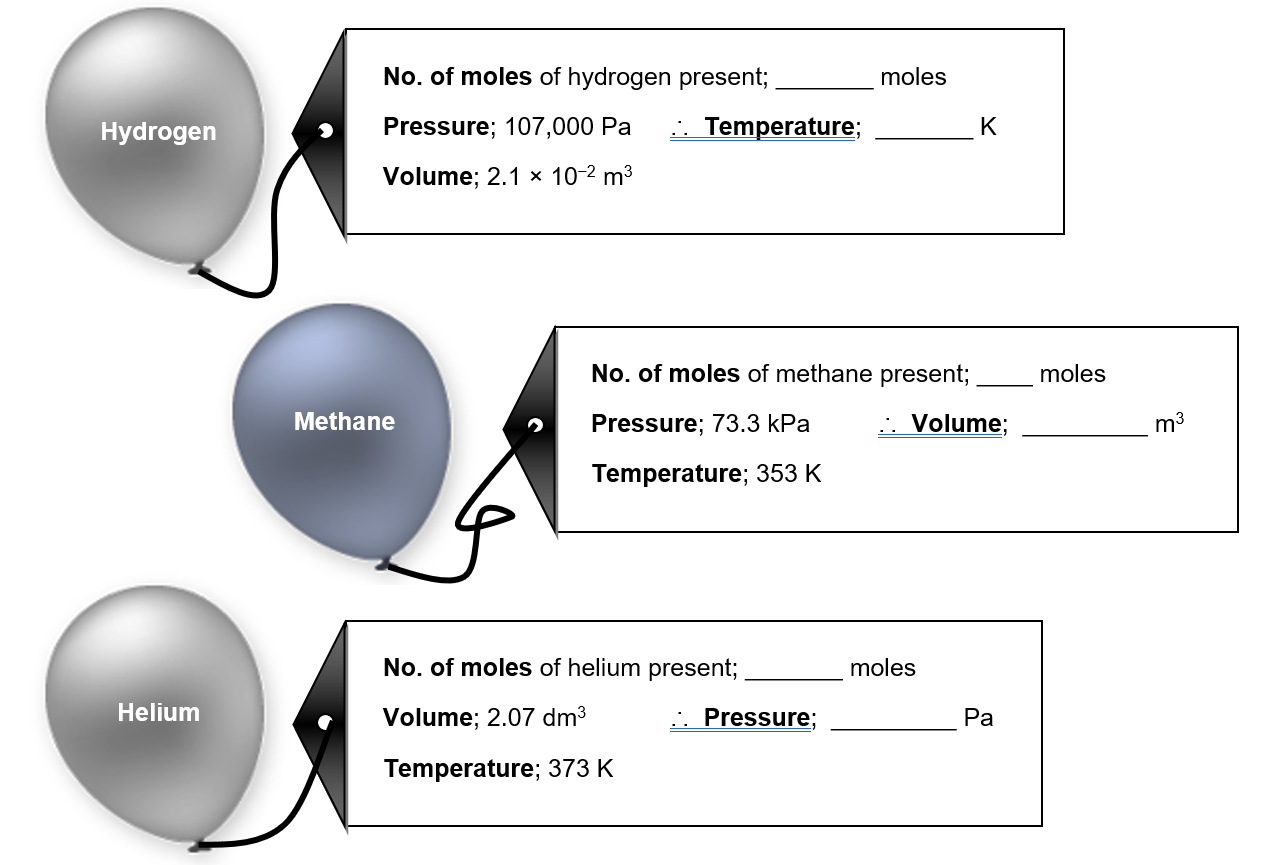 Hydrogen
No. of moles of hydrogen present; _______ moles
Pressure; 107,000 Pa ∴ Temperature; _______ K
Volume; 2.1 × 10⁻² m³
Methane
No. of moles of methane present; ____ moles
Pressure; 73.3 kPa ∴ Volume; _________ m³
Temperature; 353 K
Helium
No. of moles of helium present; _______ moles
Volume; 2.07 dm³ ∴ Pressure; _________ Pa
Temperature; 373 K